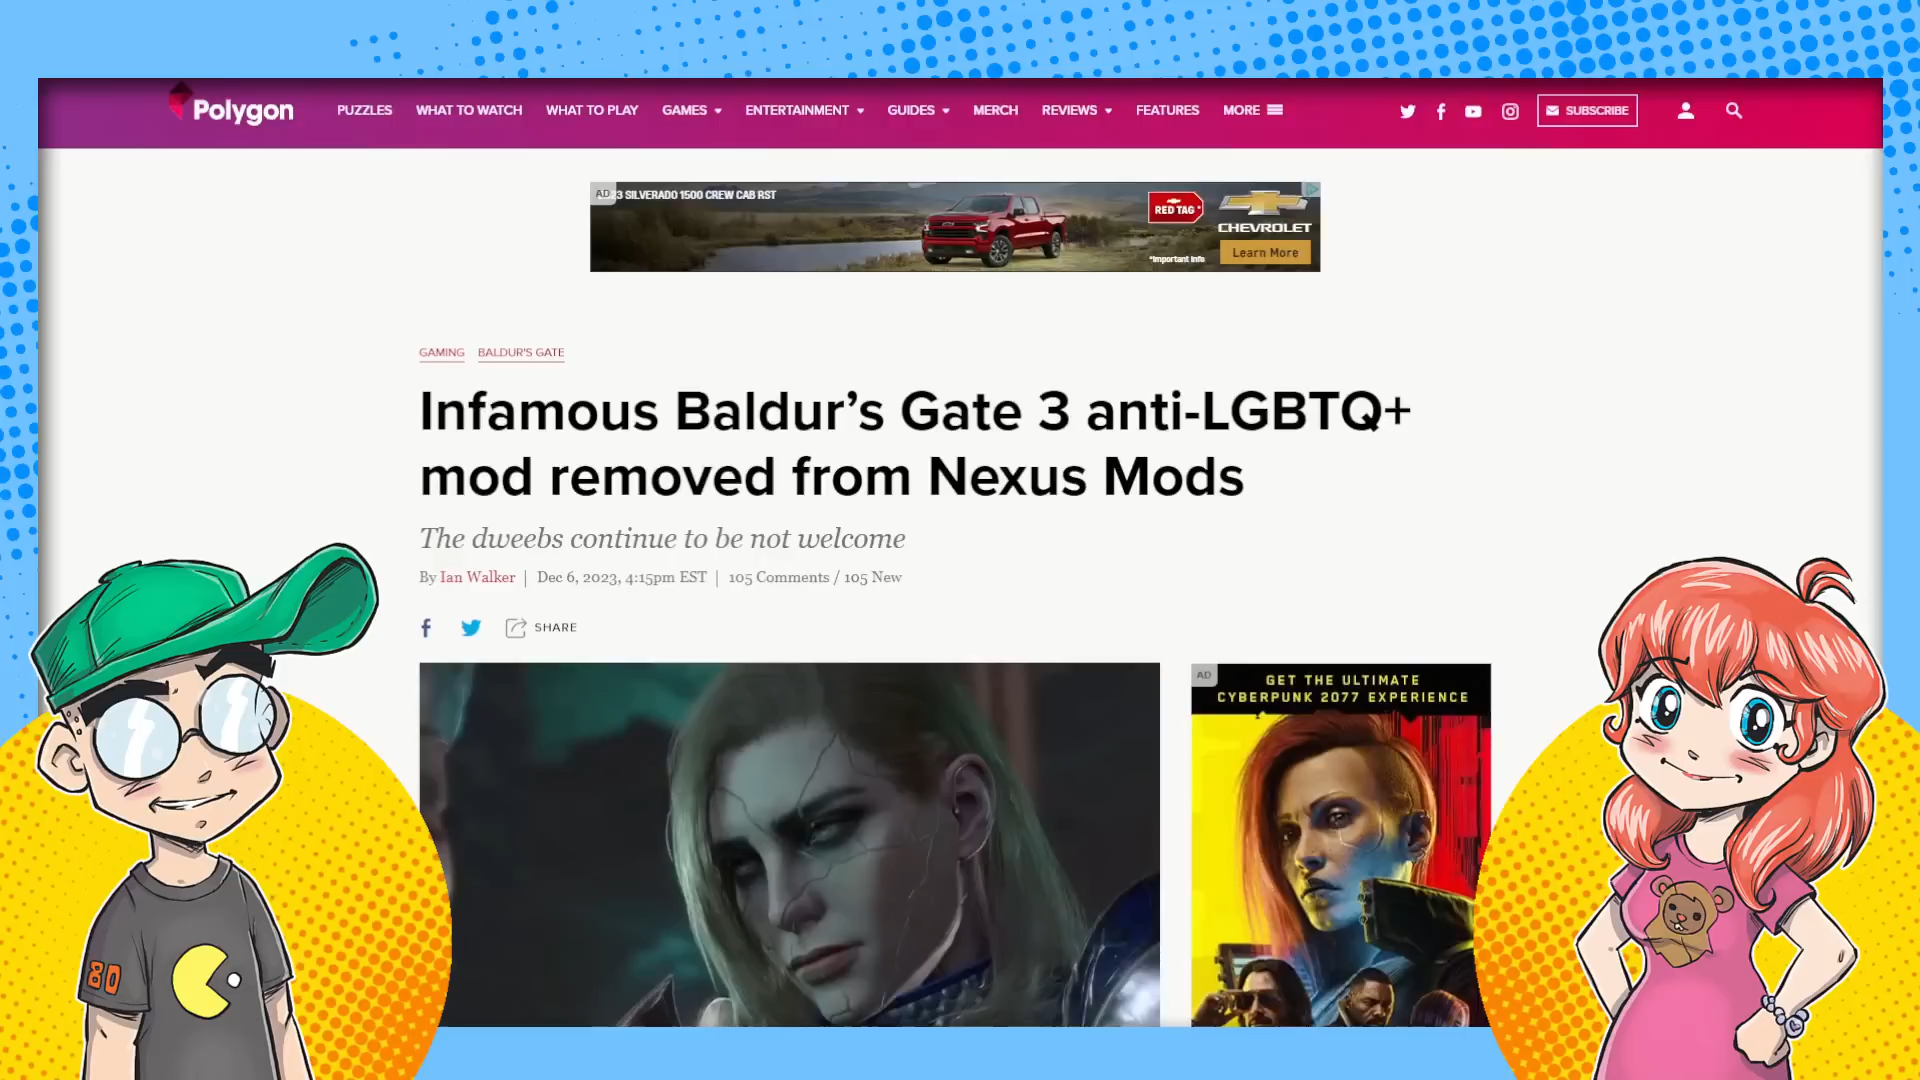 Polygon
PUZZLES WHAT TO WATCH WHAT TO PLAY GAMES ENTERTAINMENT GUIDES MERCH REVIEWS FEATURES MORE SUBSCRIBE
AD 23 SILVERADO 1500 CREW CAB RST
RED TAG*
CHEVROLET
Learn More
*Important Info
GAMING BALDUR'S GATE
Infamous Baldur’s Gate 3 anti-LGBTQ+
mod removed from Nexus Mods
The dweebs continue to be not welcome
By Ian Walker | Dec 6, 2023, 4:15pm EST | 105 Comments / 105 New
SHARE
AD
GET THE ULTIMATE
CYBERPUNK 2077 EXPERIENCE
80